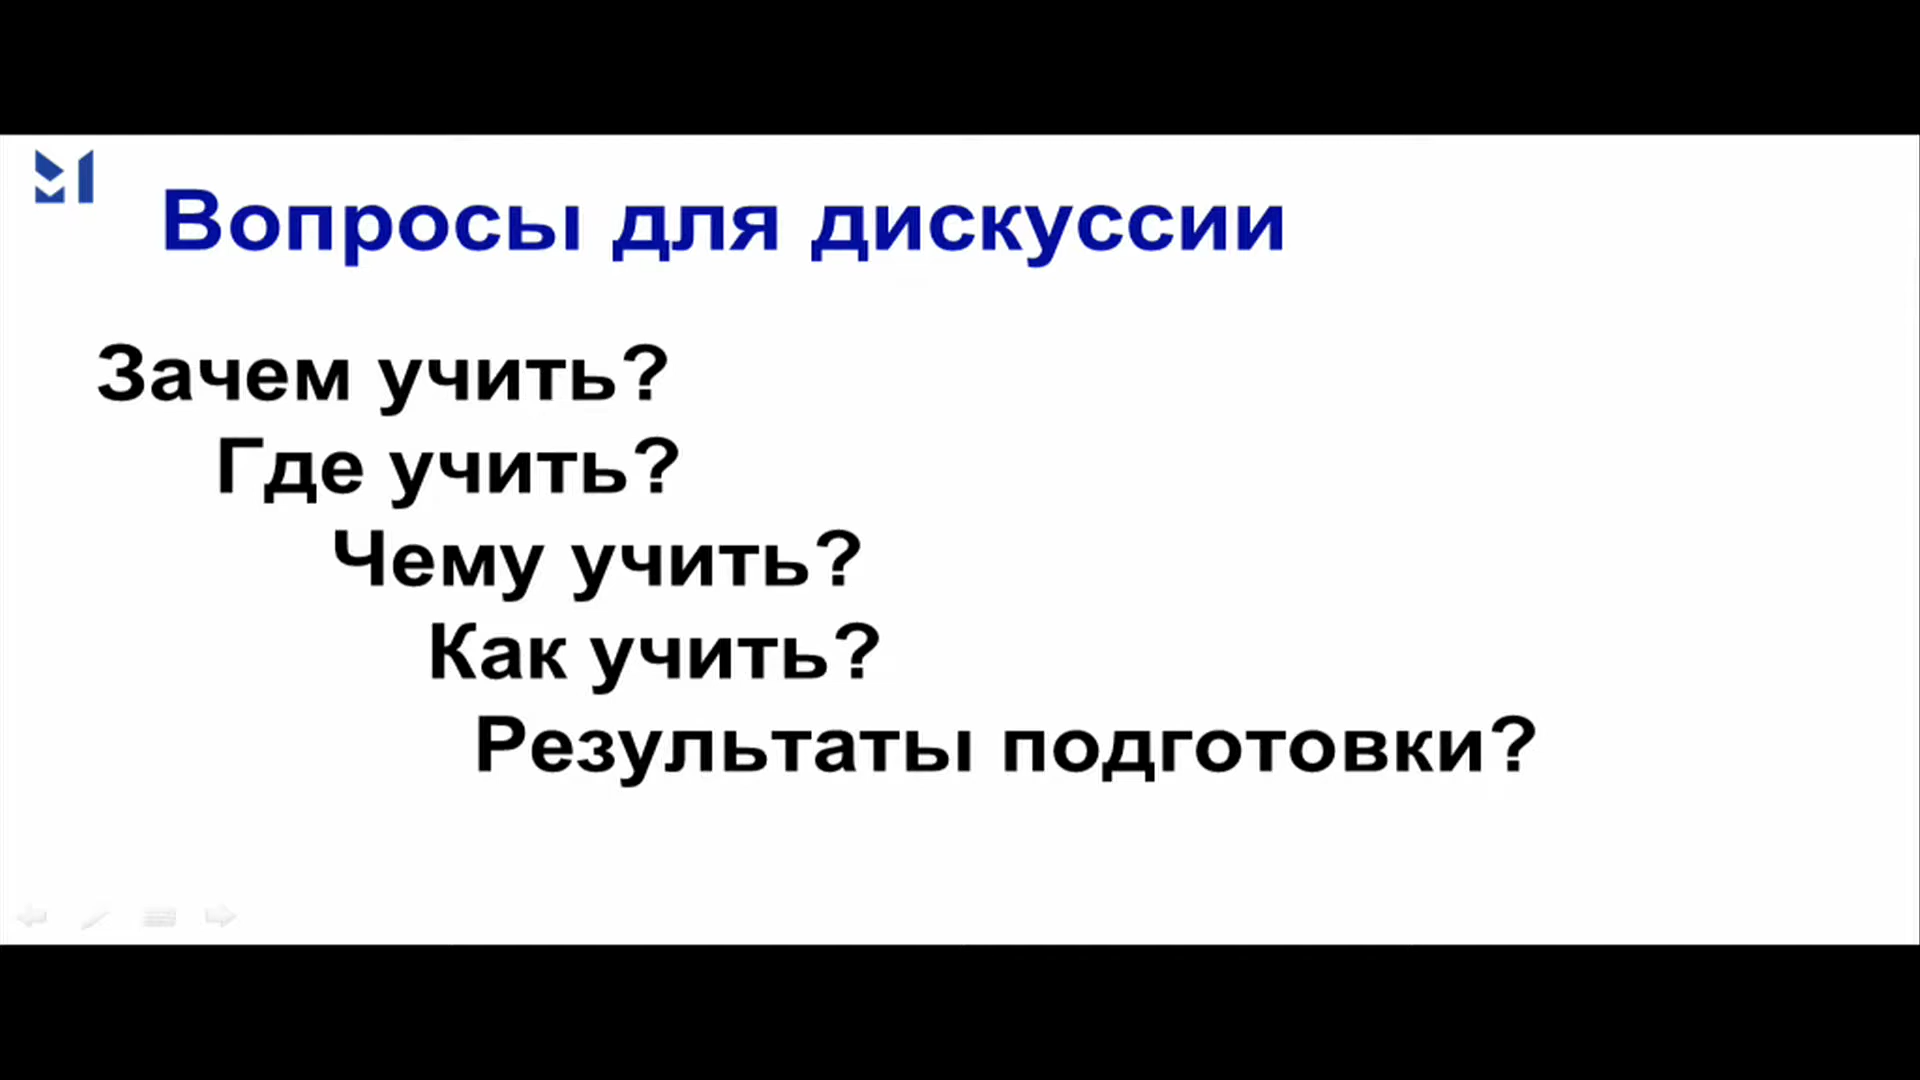 Вопросы для дискуссии
Зачем учить?
Где учить?
Чему учить?
Как учить?
Результаты подготовки?